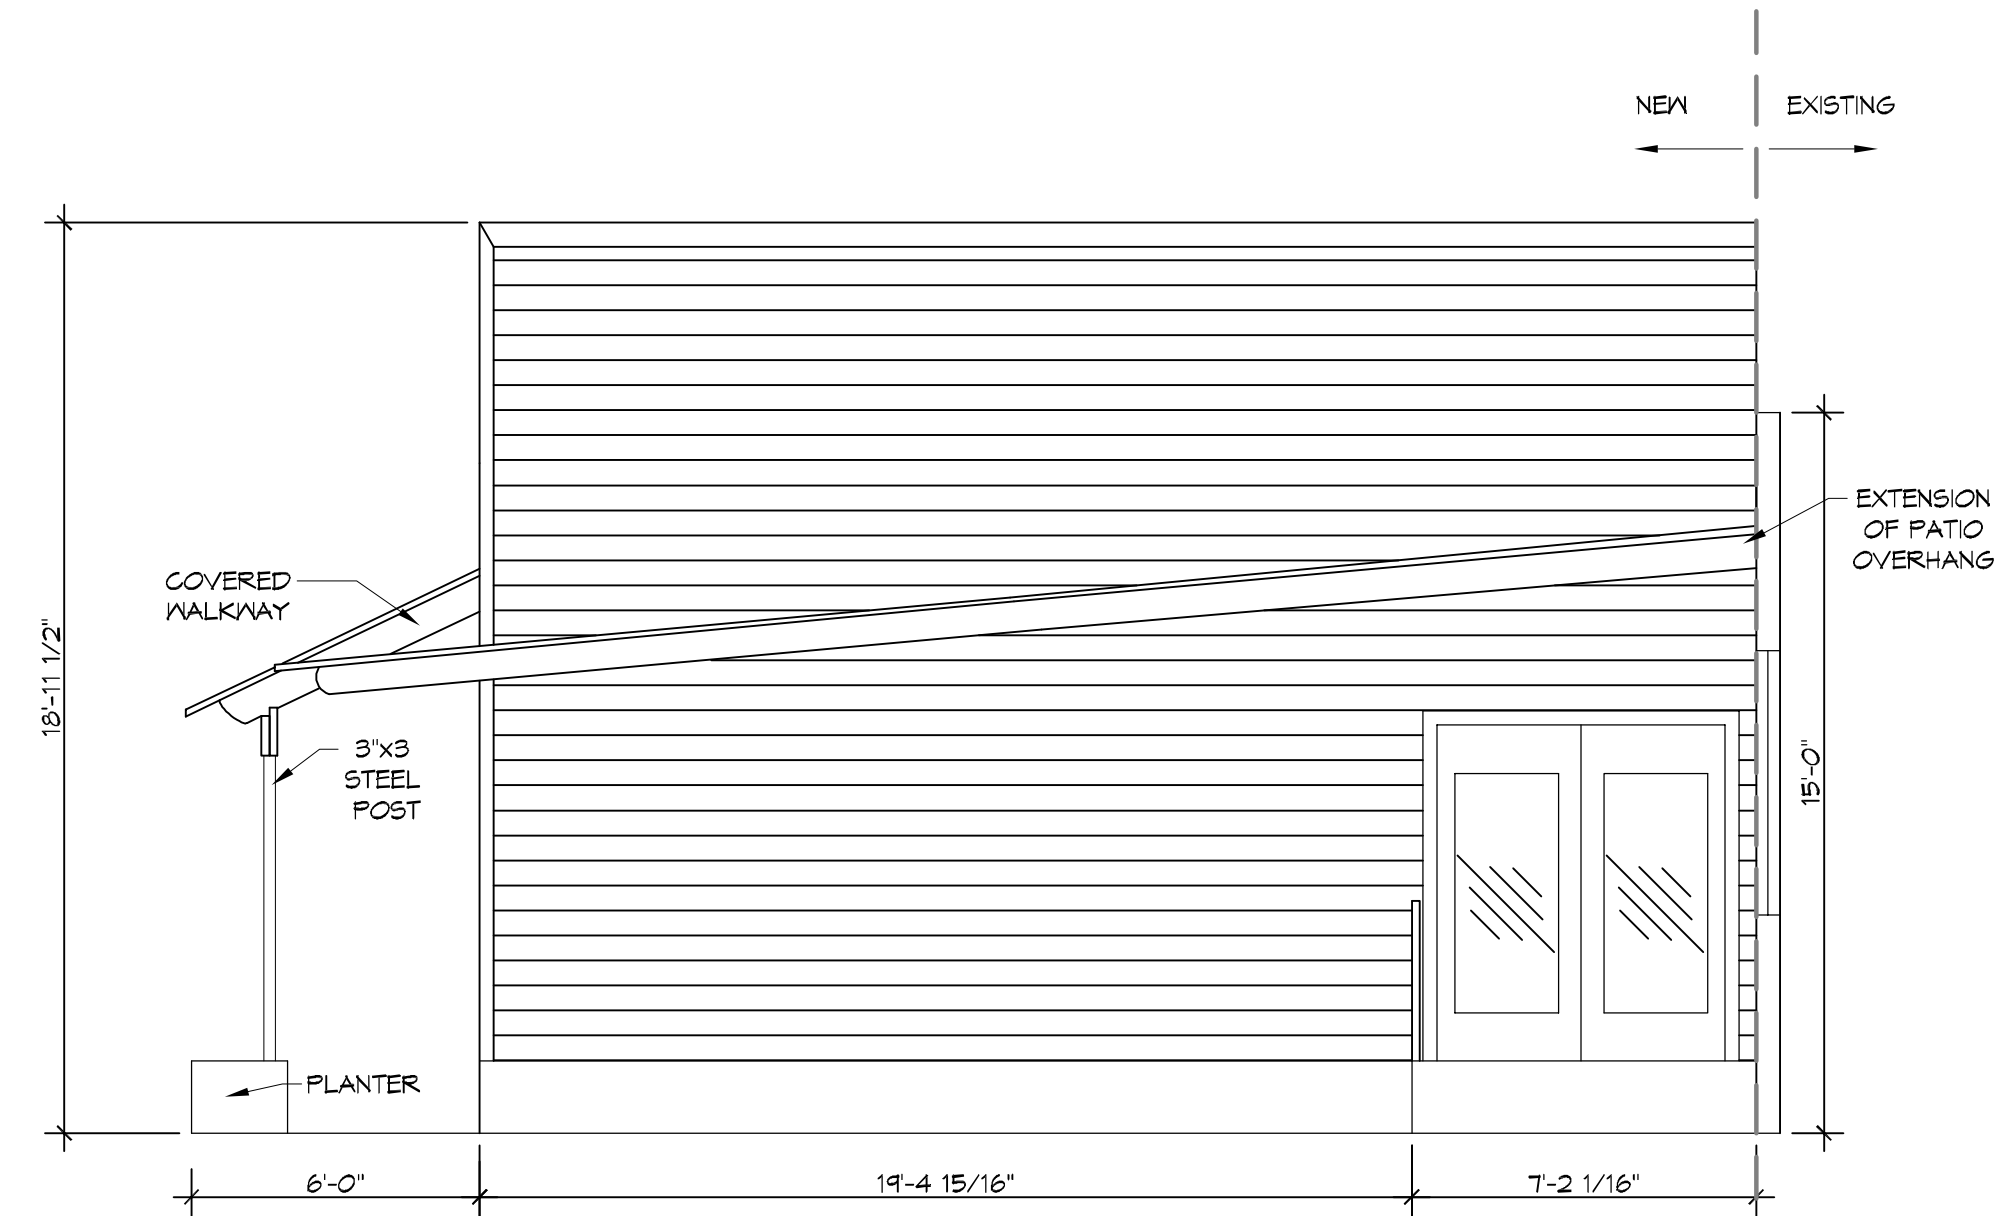 NEW
EXISTING
EXTENSION
OF PATIO
OVERHANG
COVERED
WALKWAY
18'-11 1/2"
3"x3
STEEL
POST
15'-0"
PLANTER
6'-0"
19'-4 15/16"
7'-2 1/16"